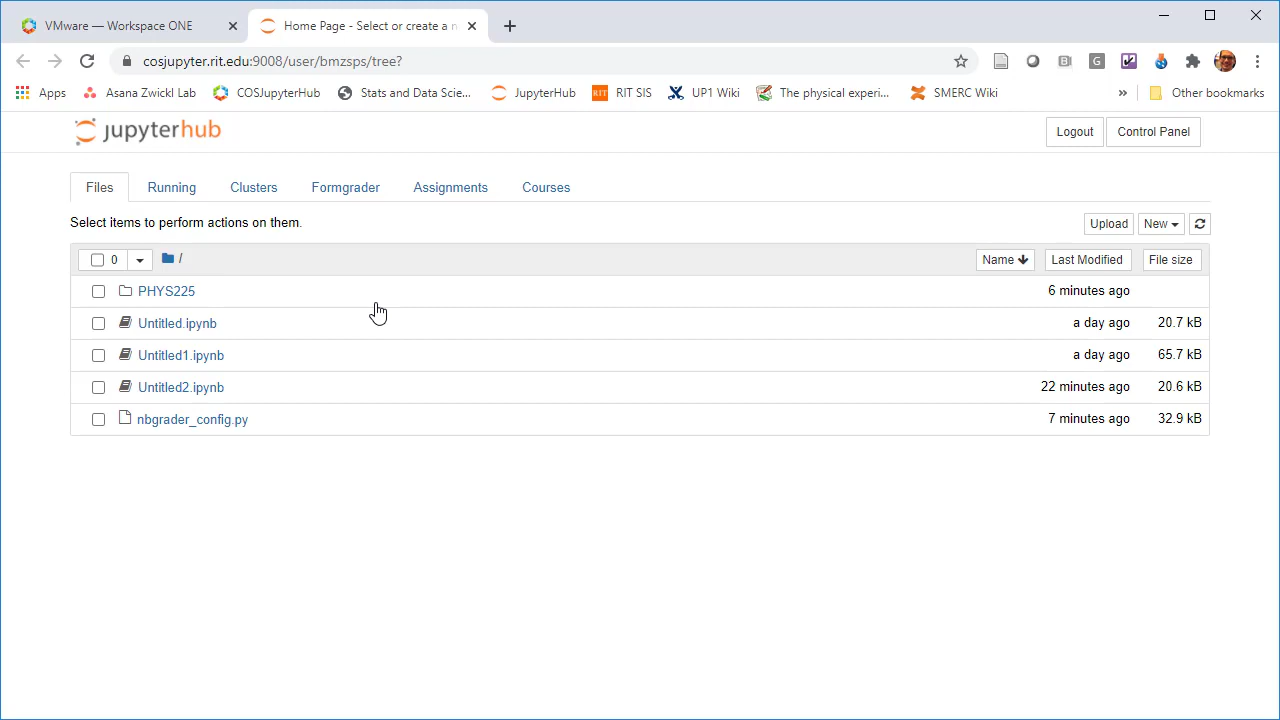 VMware — Workspace ONE
Home Page - Select or create a n
cosjupyter.rit.edu:9008/user/bmzsps/tree?
Apps
Asana Zwickl Lab
COSJupyterHub
Stats and Data Scie...
JupyterHub
RIT
RIT SIS
UP1 Wiki
The physical experi...
SMERC Wiki
»
Other bookmarks
jupyterhub
Logout
Control Panel
Files
Running
Clusters
Formgrader
Assignments
Courses
Select items to perform actions on them.
Upload
New
0
/
Name
Last Modified
File size
PHYS225
6 minutes ago
Untitled.ipynb
a day ago
20.7 kB
Untitled1.ipynb
a day ago
65.7 kB
Untitled2.ipynb
22 minutes ago
20.6 kB
nbgrader_config.py
7 minutes ago
32.9 kB